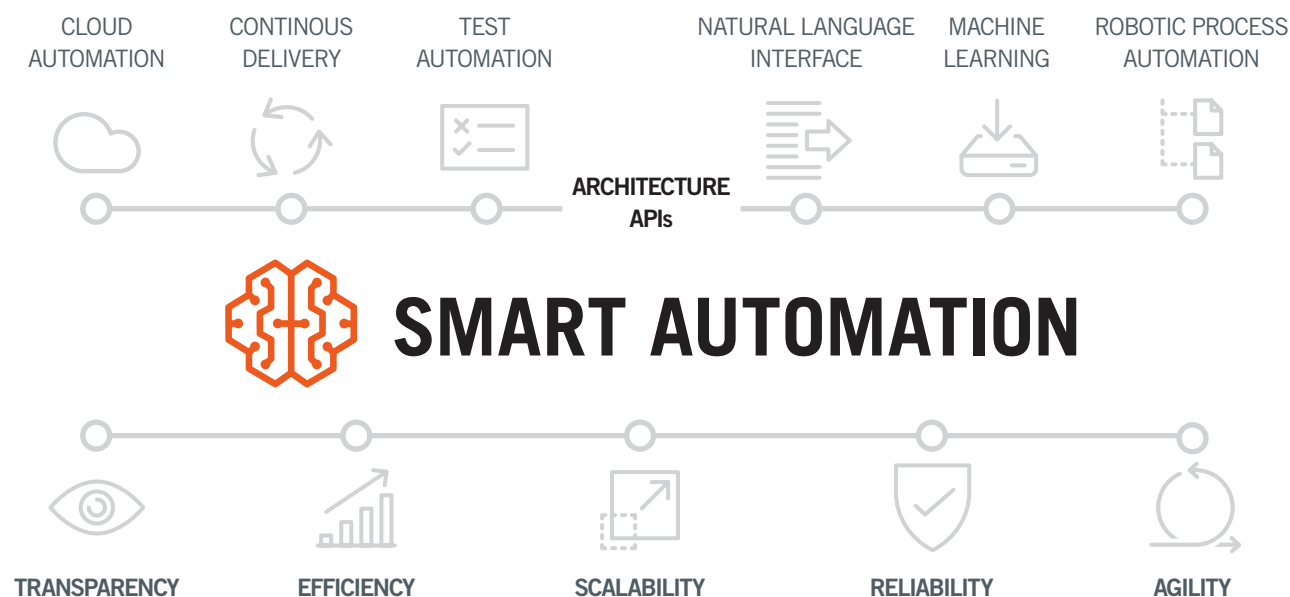 CLOUD
AUTOMATION
CONTINOUS
DELIVERY
TEST
AUTOMATION
ARCHITECTURE
APIs
NATURAL LANGUAGE
INTERFACE
MACHINE
LEARNING
ROBOTIC PROCESS
AUTOMATION
SMART AUTOMATION
TRANSPARENCY
EFFICIENCY
SCALABILITY
RELIABILITY
AGILITY